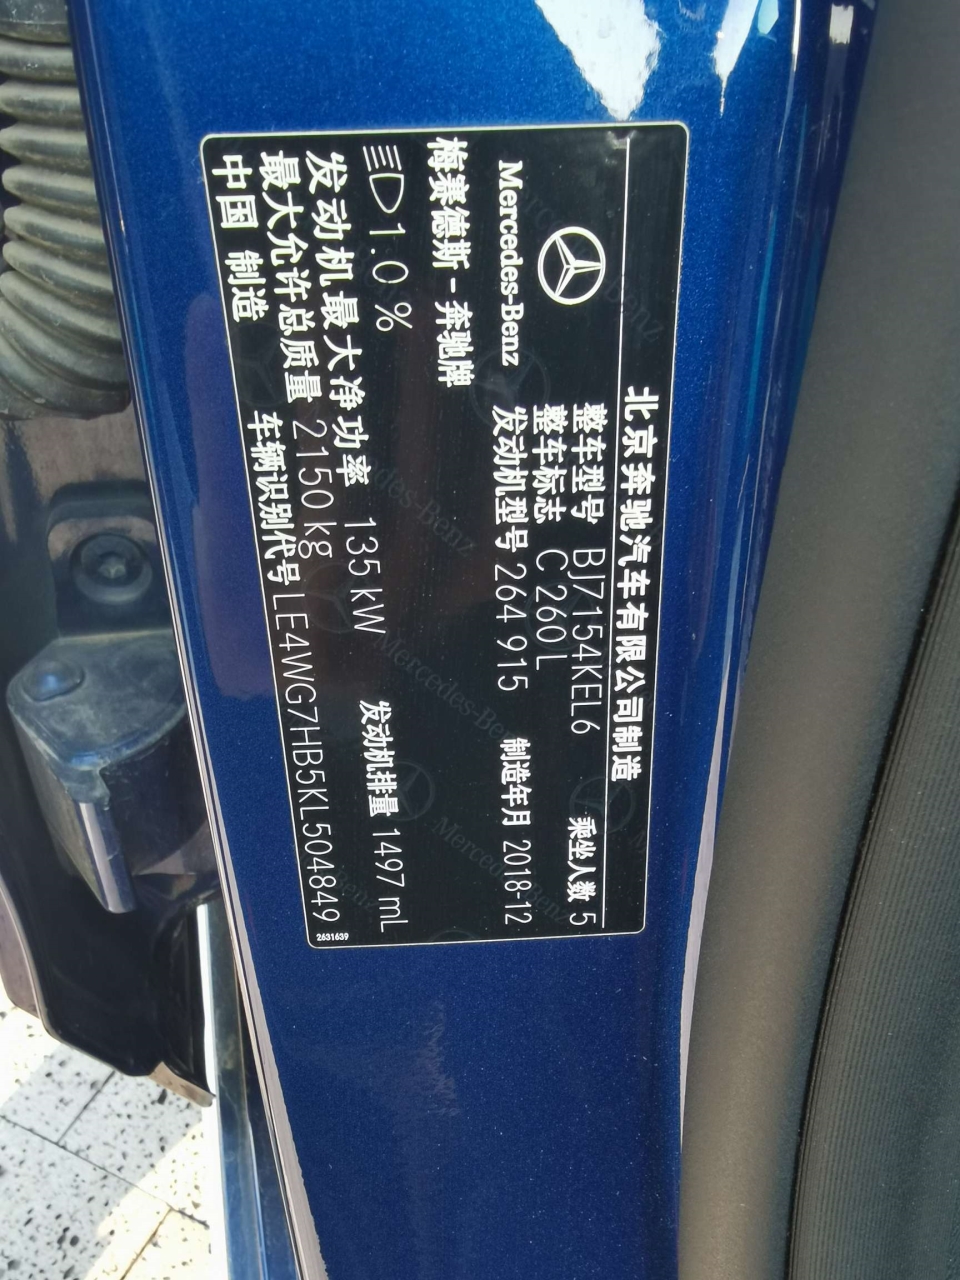 北京奔驰汽车有限公司制造
Mercedes-Benz
整车型号 BJ7154KEL6 乘坐人数 5
整车标志 C 260 L
发动机型号 264 915 制造年月 2018-12
梅赛德斯-奔驰牌
1.0 %
发动机最大净功率 135 kW 发动机排量 1497 mL
最大允许总质量 2150 kg
中国 制造 车辆识别代号 LE4WG7HB5KL504849
2631639